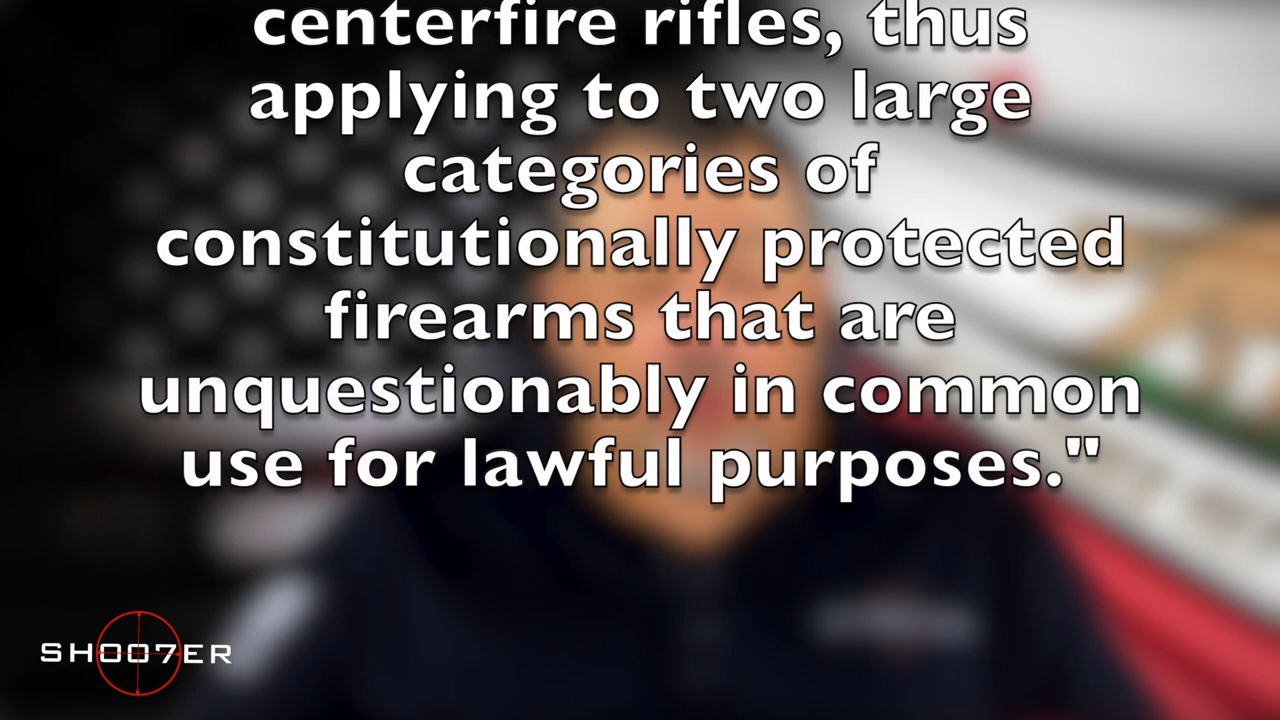 centerfire rifles, thus
applying to two large
categories of
constitutionally protected
firearms that are
unquestionably in common
use for lawful purposes."
SHOO7ER